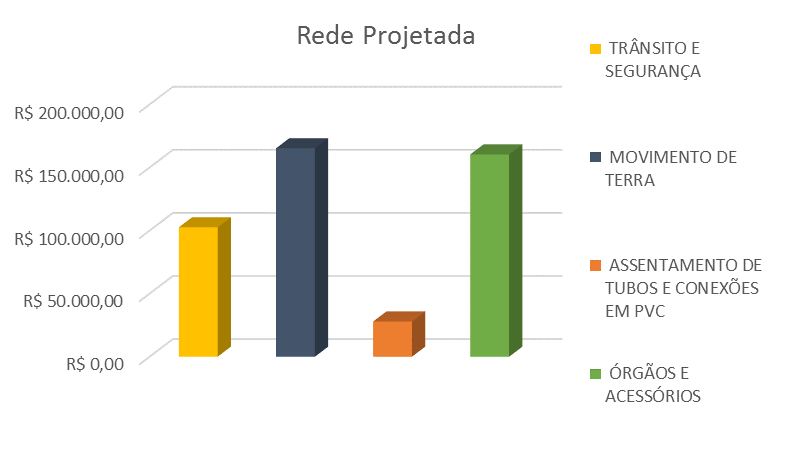 Rede Projetada
R$ 200.000,00
R$ 150.000,00
R$ 100.000,00
R$ 50.000,00
R$ 0,00
TRÂNSITO E
SEGURANÇA
MOVIMENTO DE
TERRA
ASSENTAMENTO DE
TUBOS E CONEXÕES
EM PVC
ÓRGÃOS E
ACESSÓRIOS